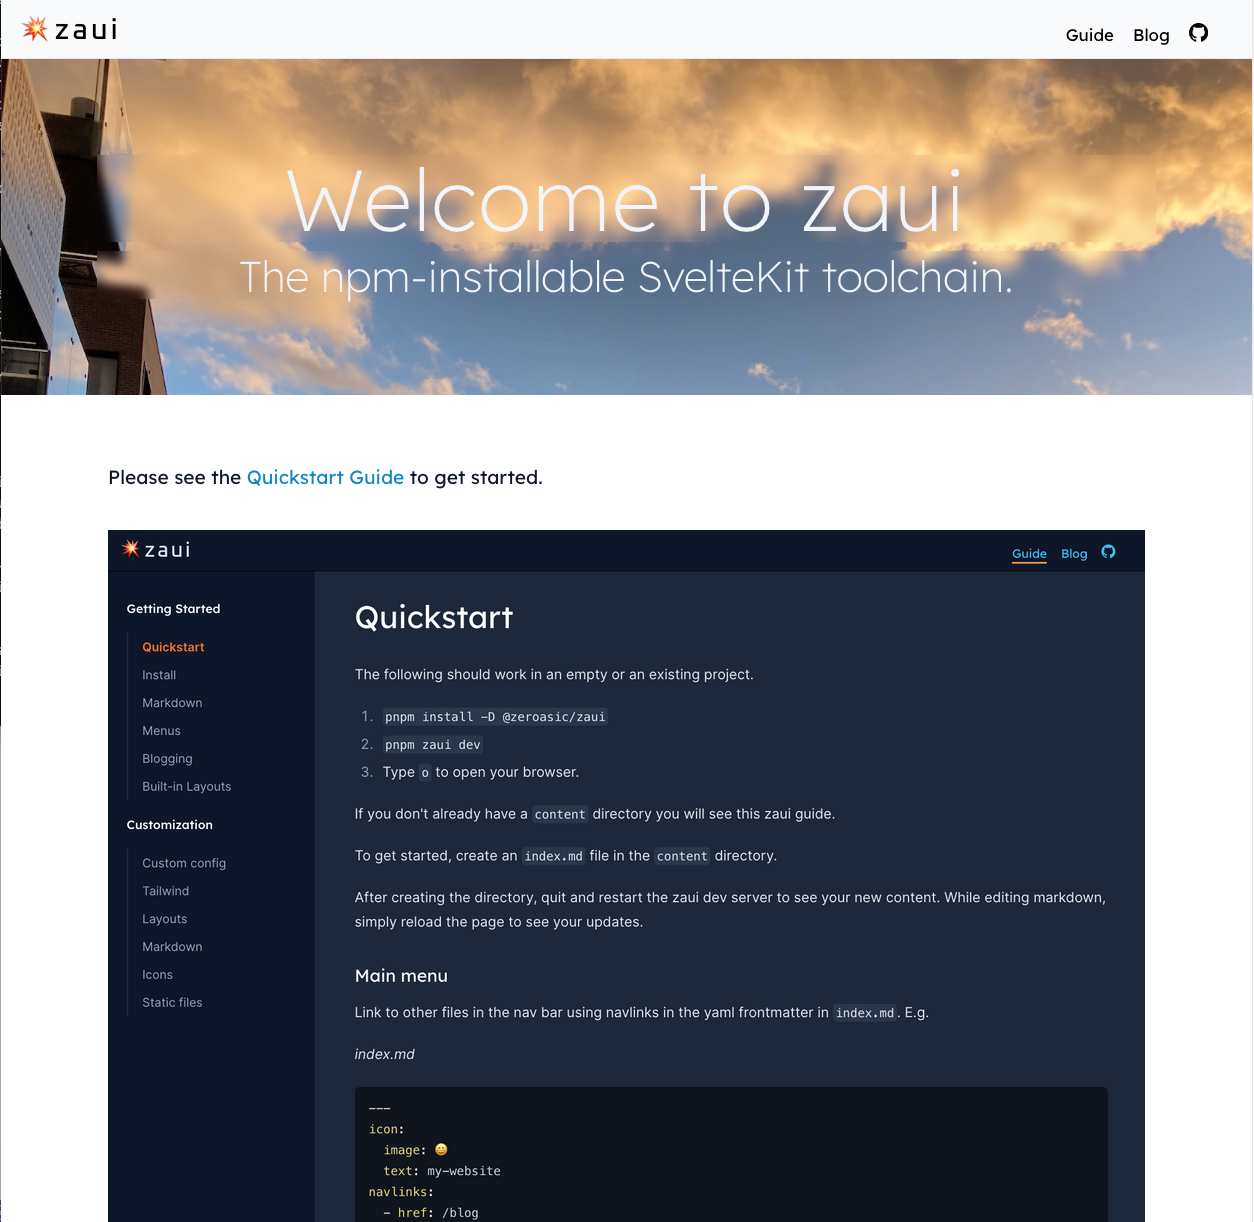 zaui
Guide Blog
Welcome to zaui
The npm-installable SvelteKit toolchain.
Please see the Quickstart Guide to get started.
zaui
Guide Blog
Getting Started
Quickstart
Install
Markdown
Menus
Blogging
Built-in Layouts
Customization
Custom config
Tailwind
Layouts
Markdown
Icons
Static files
Quickstart
The following should work in an empty or an existing project.
1. pnpm install -D @zeroasic/zaui
2. pnpm zaui dev
3. Type o to open your browser.
If you don't already have a content directory you will see this zaui guide.
To get started, create an index.md file in the content directory.
After creating the directory, quit and restart the zaui dev server to see your new content. While editing markdown,
simply reload the page to see your updates.
Main menu
Link to other files in the nav bar using navlinks in the yaml frontmatter in index.md. E.g.
index.md
---
icon:
  image: 😀
  text: my-website
navlinks:
  - href: /blog